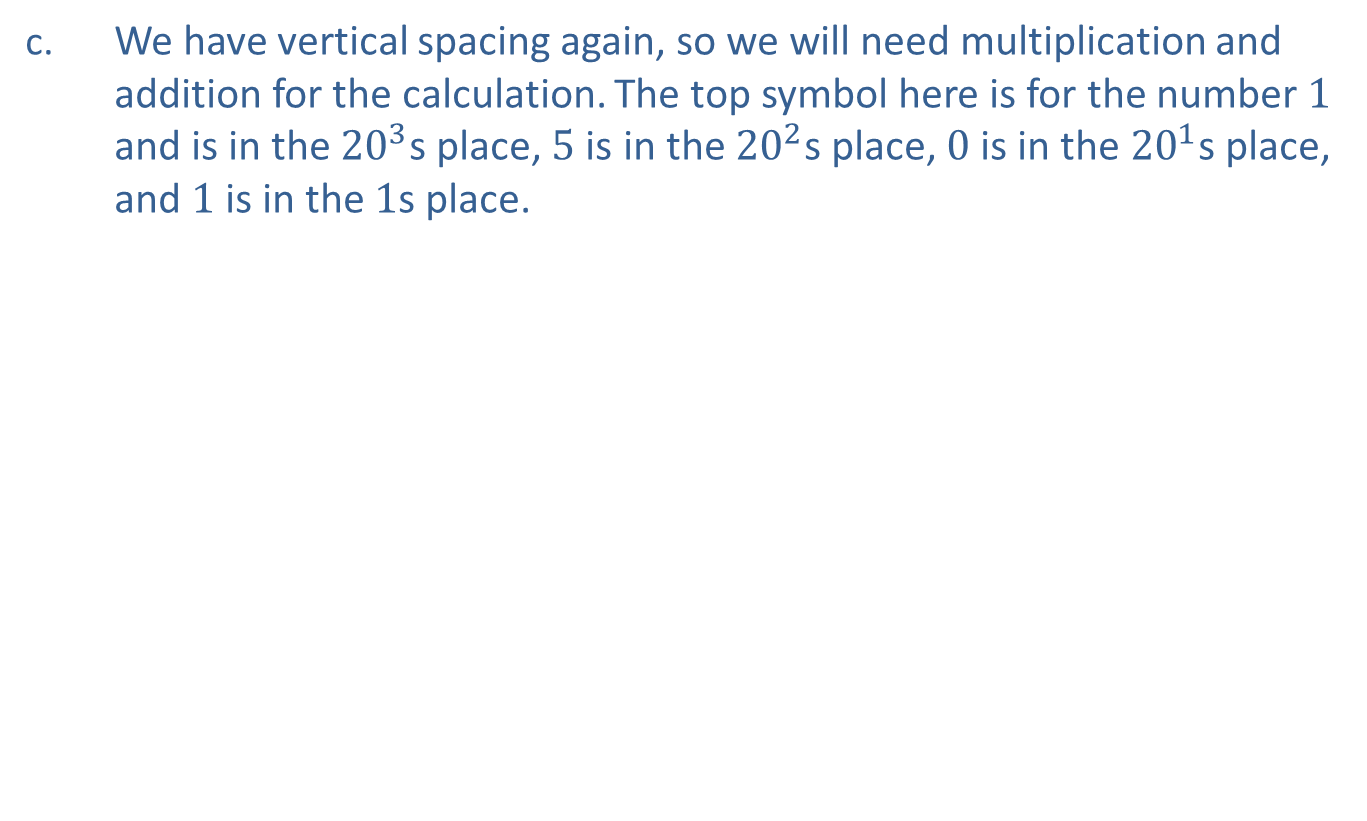 c. We have vertical spacing again, so we will need multiplication and
addition for the calculation. The top symbol here is for the number 1
and is in the 20³s place, 5 is in the 20²s place, 0 is in the 20¹s place,
and 1 is in the 1s place.